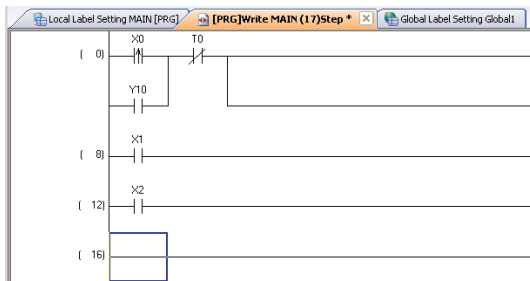 Local Label Setting MAIN [PRG] [PRG]Write MAIN (17)Step * Global Label Setting Global1
X0 T0
( 0)
Y10
X1
( 8)
X2
( 12)
( 16)